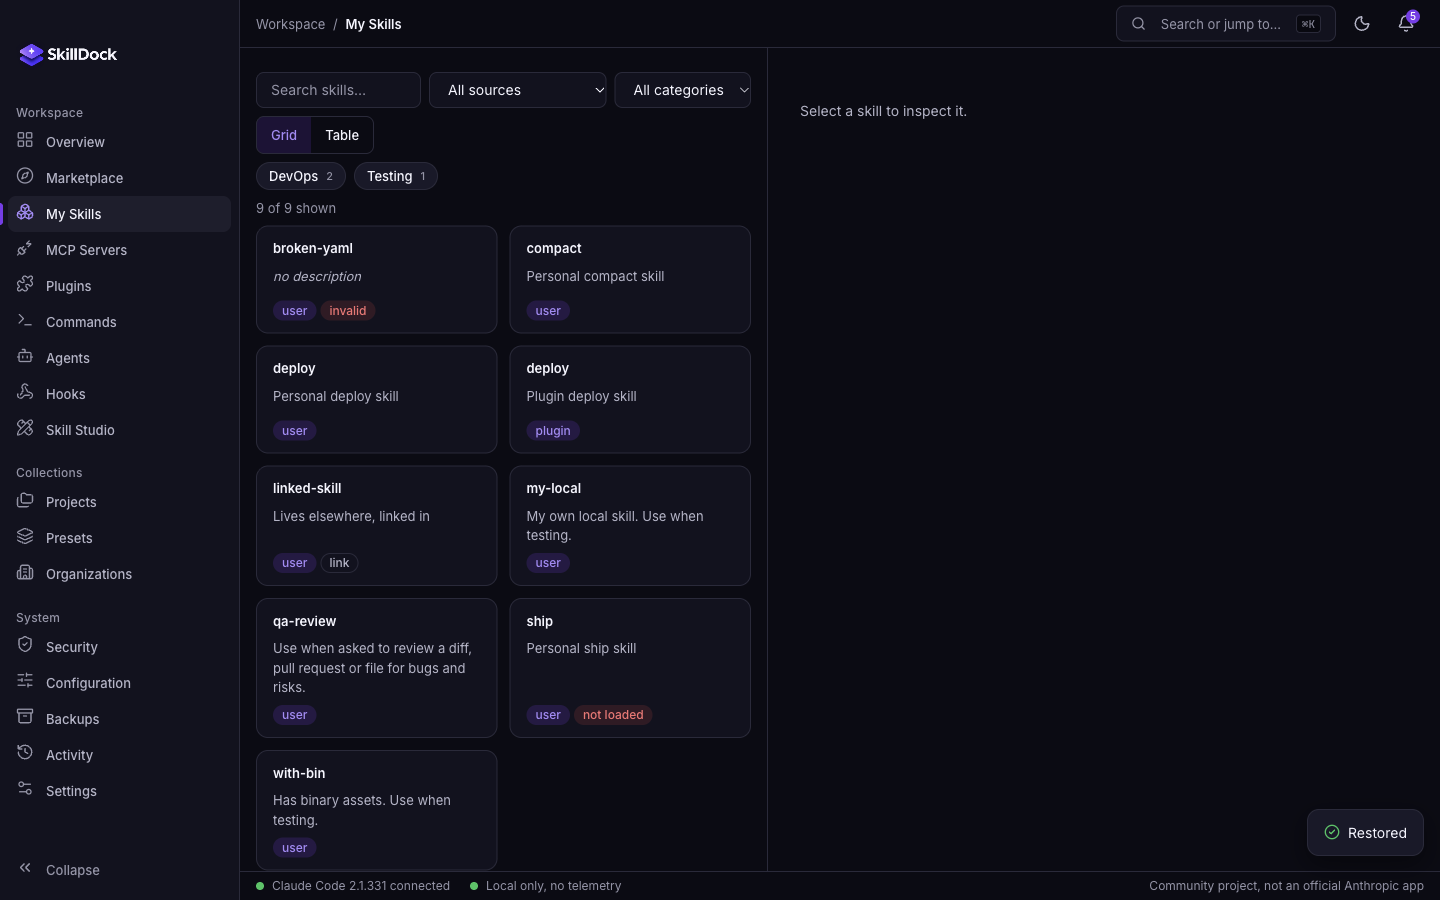 SkillDock
Workspace
Overview
Marketplace
My Skills
MCP Servers
Plugins
Commands
Agents
Hooks
Skill Studio
Collections
Projects
Presets
Organizations
System
Security
Configuration
Backups
Activity
Settings
Collapse
Workspace / My Skills
Search or jump to... ⌘K
5
Search skills...
All sources
All categories
Grid
Table
DevOps 2
Testing 1
9 of 9 shown
broken-yaml
no description
user invalid
compact
Personal compact skill
user
deploy
Personal deploy skill
user
deploy
Plugin deploy skill
plugin
linked-skill
Lives elsewhere, linked in
user link
my-local
My own local skill. Use when
testing.
user
qa-review
Use when asked to review a diff,
pull request or file for bugs and
risks.
user
ship
Personal ship skill
user not loaded
with-bin
Has binary assets. Use when
testing.
user
Select a skill to inspect it.
Restored
Claude Code 2.1.331 connected
Local only, no telemetry
Community project, not an official Anthropic app